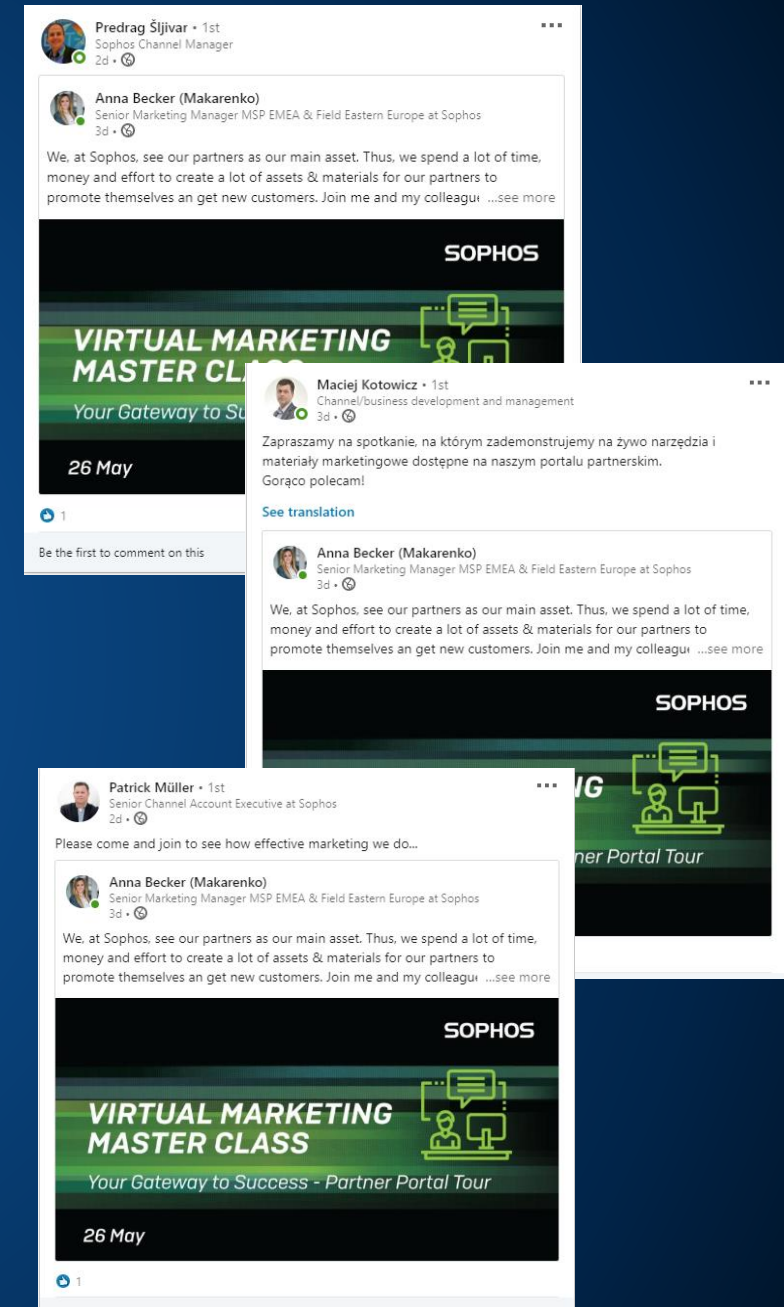 Predrag Šljivar • 1st
Sophos Channel Manager
2d •
Anna Becker (Makarenko)
Senior Marketing Manager MSP EMEA & Field Eastern Europe at Sophos
3d •
We, at Sophos, see our partners as our main asset. Thus, we spend a lot of time,
money and effort to create a lot of assets & materials for our partners to
promote themselves an get new customers. Join me and my colleagu ...see more
SOPHOS
VIRTUAL MARKETING
MASTER
Your Gateway to
26 May
1
Be the first to comment on this
Maciej Kotowicz • 1st
Channel/business development and management
3d •
Zapraszamy na spotkanie, na którym zademonstrujemy na żywo narzędzia i
materiały marketingowe dostępne na naszym portalu partnerskim.
Gorąco polecam!
See translation
Anna Becker (Makarenko)
Senior Marketing Manager MSP EMEA & Field Eastern Europe at Sophos
3d •
We, at Sophos, see our partners as our main asset. Thus, we spend a lot of time,
money and effort to create a lot of assets & materials for our partners to
promote themselves an get new customers. Join me and my colleagu ...see more
SOPHOS
Portal Tour
Patrick Müller • 1st
Senior Channel Account Executive at Sophos
2d •
Please come and join to see how effective marketing we do...
Anna Becker (Makarenko)
Senior Marketing Manager MSP EMEA & Field Eastern Europe at Sophos
3d •
We, at Sophos, see our partners as our main asset. Thus, we spend a lot of time,
money and effort to create a lot of assets & materials for our partners to
promote themselves an get new customers. Join me and my colleagu ...see more
SOPHOS
VIRTUAL MARKETING
MASTER CLASS
Your Gateway to Success - Partner Portal Tour
26 May
1